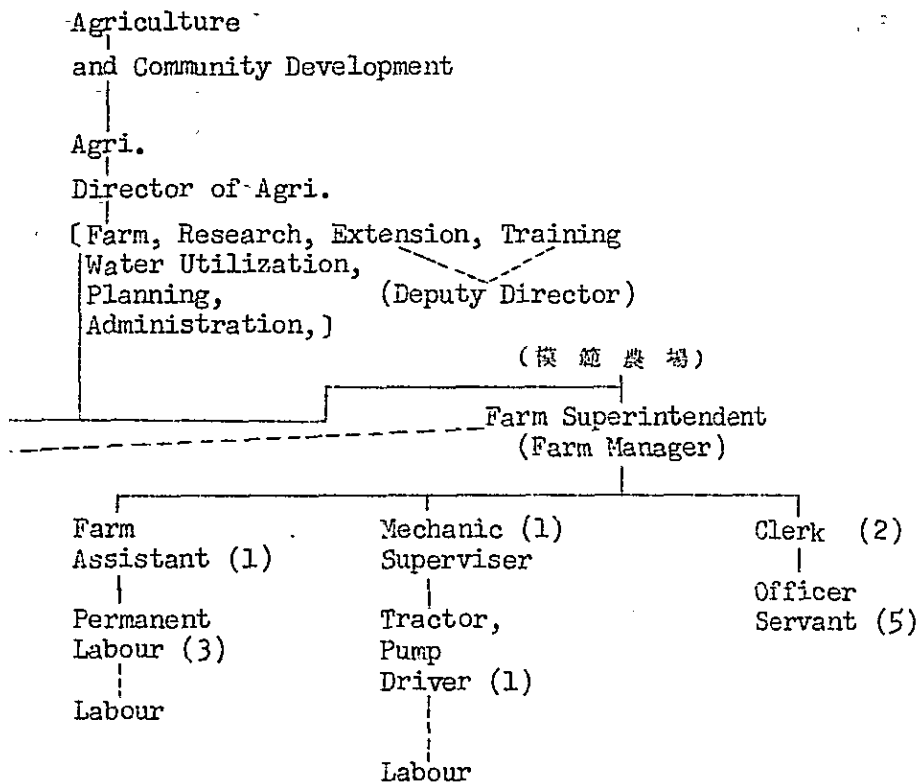 Agriculture
and Community Development
Agri.
Director of Agri.
[Farm, Research, Extension, Training
Water Utilization,
Planning, (Deputy Director)
Administration,]
(模範農場)
Farm Superintendent
(Farm Manager)
Farm
Assistant (1)
Permanent
Labour (3)
Labour
Mechanic (1)
Superviser
Tractor,
Pump
Driver (1)
Labour
Clerk (2)
Officer
Servant (5)